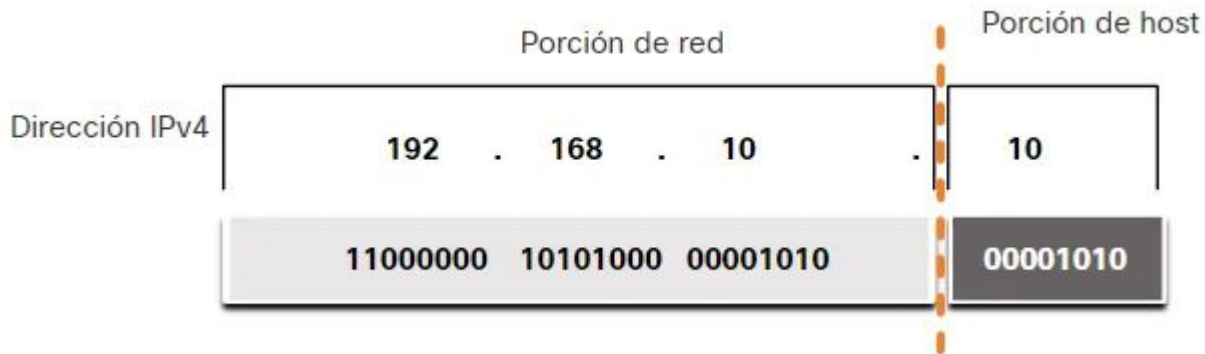 Porción de red
Porción de host
Dirección IPv4
192 . 168 . 10 . 10
11000000 10101000 00001010 00001010